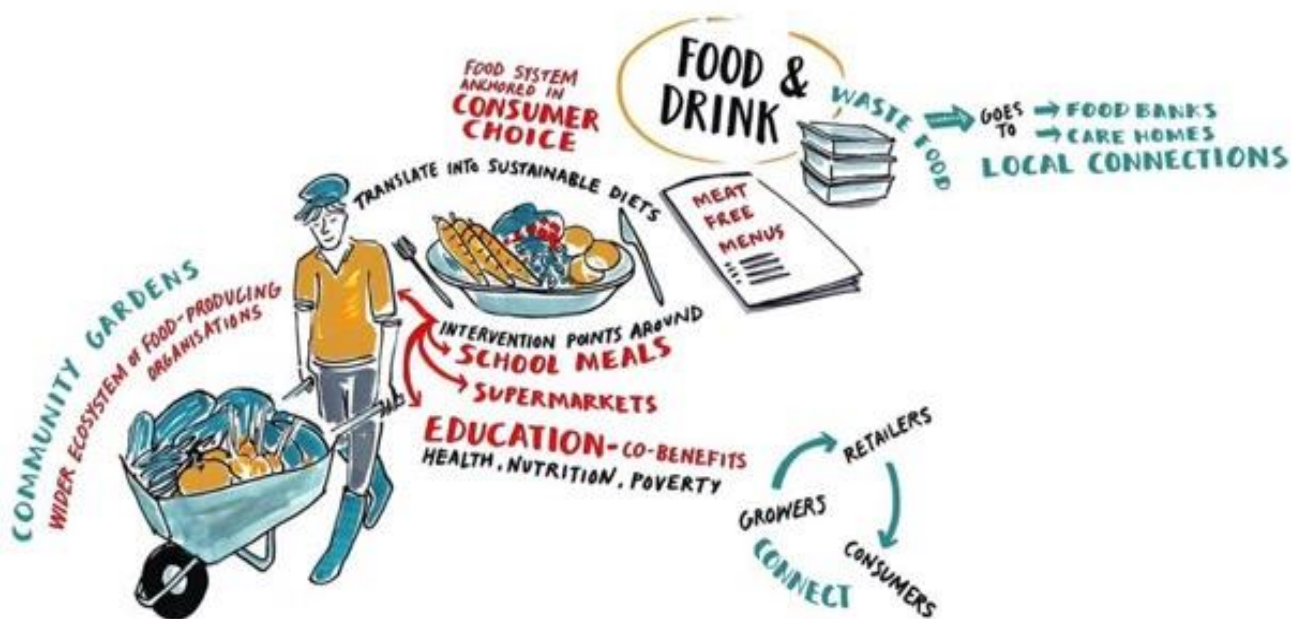 FOOD &
DRINK
FOOD SYSTEM
ANCHORED IN
CONSUMER
CHOICE
TRANSLATE INTO SUSTAINABLE DIETS
WASTE FOOD
GOES
TO
→ FOOD BANKS
→ CARE HOMES
LOCAL CONNECTIONS
MEAT
FREE
MENUS
COMMUNITY GARDENS
WIDER ECOSYSTEM OF FOOD-PRODUCING
ORGANISATIONS
INTERVENTION POINTS AROUND
SCHOOL MEALS
SUPERMARKETS
EDUCATION - CO-BENEFITS
HEALTH, NUTRITION, POVERTY
RETAILERS
GROWERS
CONSUMERS
CONNECT